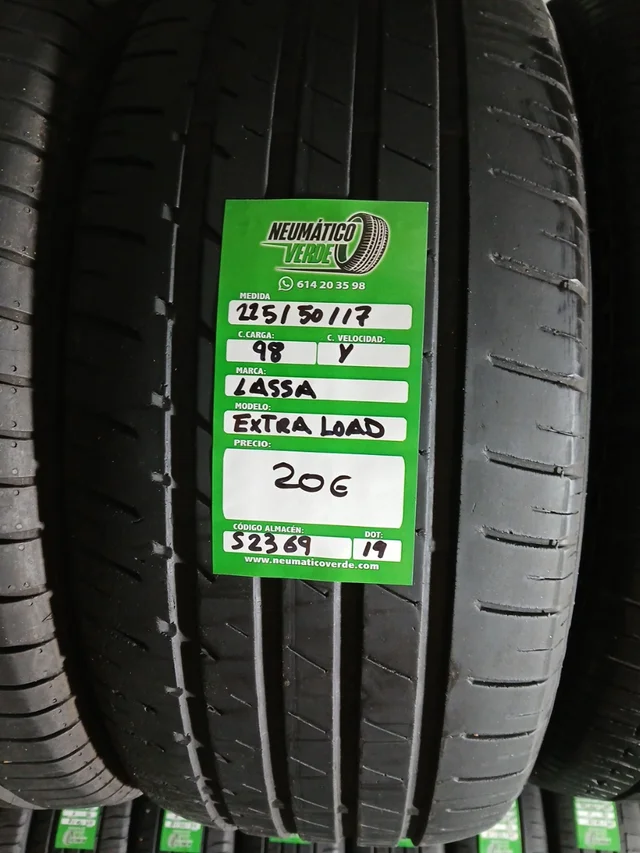 NEUMÁTICO
VERDE
614 20 35 98
MEDIDA
225/50/17
C.CARGA: C. VELOCIDAD:
98 Y
MARCA:
LASSA
MODELO:
EXTRA LOAD
PRECIO:
20€
CÓDIGO ALMACÉN: DOT:
S2369 19
www.neumaticoverde.com